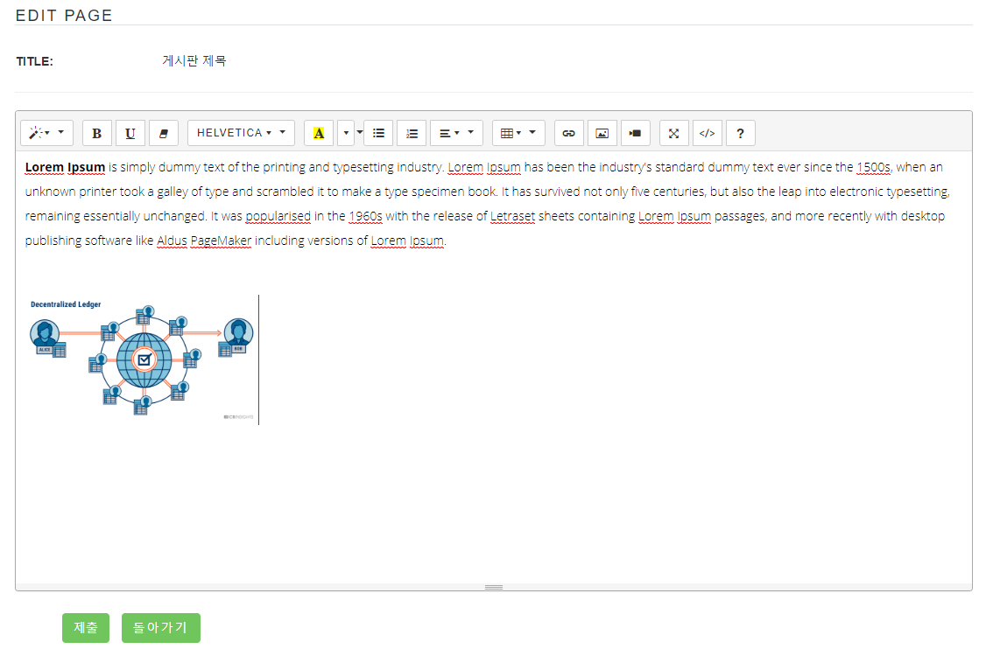 EDIT PAGE
TITLE: 게시판 제목
B U HELVETICA A </> ?
Lorem Ipsum is simply dummy text of the printing and typesetting industry. Lorem Ipsum has been the industry's standard dummy text ever since the 1500s, when an
unknown printer took a galley of type and scrambled it to make a type specimen book. It has survived not only five centuries, but also the leap into electronic typesetting,
remaining essentially unchanged. It was popularised in the 1960s with the release of Letraset sheets containing Lorem Ipsum passages, and more recently with desktop
publishing software like Aldus PageMaker including versions of Lorem Ipsum.
Decentralized Ledger
ALICE
BOB
CBINSIGHTS
제출 돌아가기